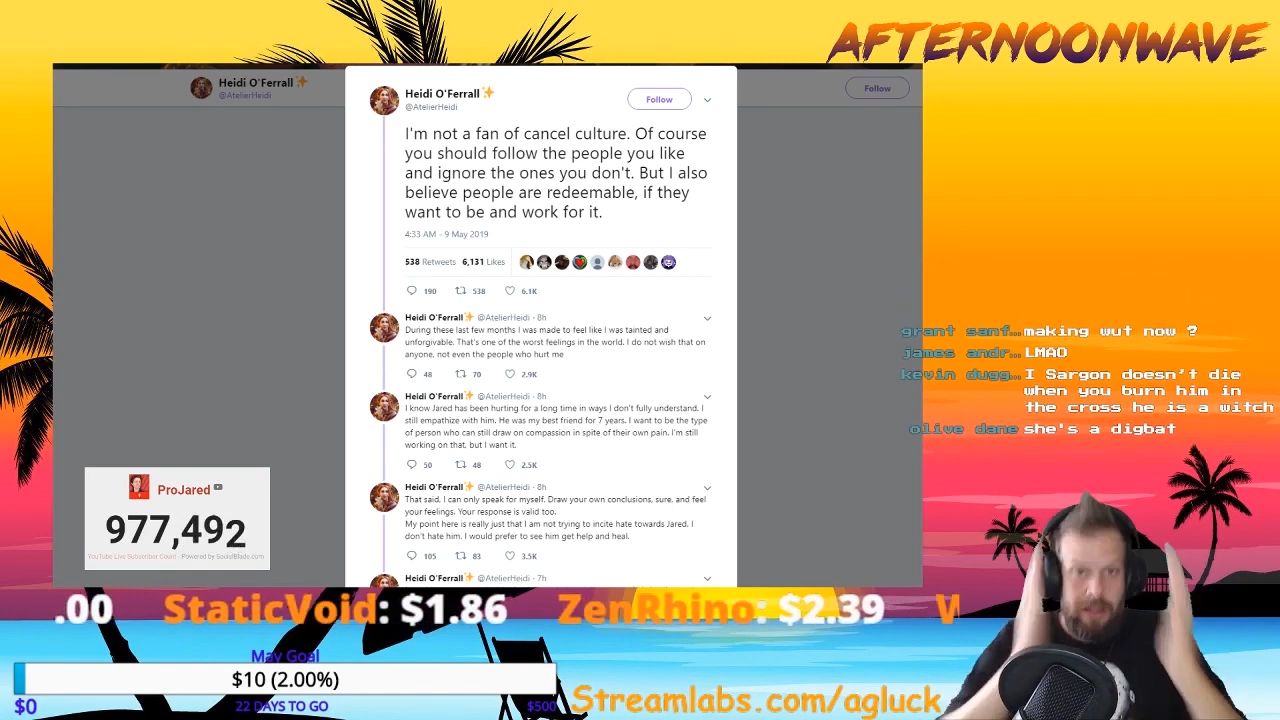 AFTERNOONWAVE
Heidi O'Ferrall
@AtelierHeidi
Follow
Heidi O'Ferrall
@AtelierHeidi
Follow
I'm not a fan of cancel culture. Of course
you should follow the people you like
and ignore the ones you don't. But I also
believe people are redeemable, if they
want to be and work for it.
4:33 AM - 9 May 2019
538 Retweets 6,131 Likes
190 538 6.1K
Heidi O'Ferrall @AtelierHeidi · 8h
During these last few months I was made to feel like I was tainted and
unforgivable. That's one of the worst feelings in the world. I do not wish that on
anyone, not even the people who hurt me
48 70 2.9K
Heidi O'Ferrall @AtelierHeidi · 8h
I know Jared has been hurting for a long time in ways I don't fully understand. I
still empathize with him. He was my best friend for 7 years. I want to be the type
of person who can still draw on compassion in spite of their own pain. I'm still
working on that, but I want it.
50 48 2.5K
Heidi O'Ferrall @AtelierHeidi · 8h
That said, I can only speak for myself. Draw your own conclusions, sure, and feel
your feelings. Your response is valid too.
My point here is really just that I am not trying to incite hate towards Jared. I
don't hate him. I would prefer to see him get help and heal.
105 83 3.5K
Heidi O'Ferrall @AtelierHeidi · 7h
grant sanf… making wut now ?
james andr… LMAO
kevin dugg… I Sargon doesn't die
when you burn him in
the cross he is a witch
olive dane she's a digbat
ProJared
977,492
YouTube Live Subscriber Count - Powered by SocialBlade.com
.00 StaticVoid: $1.86 ZenRhino: $2.39
May Goal
$10 (2.00%)
$0 22 DAYS TO GO $500
Streamlabs.com/agluck